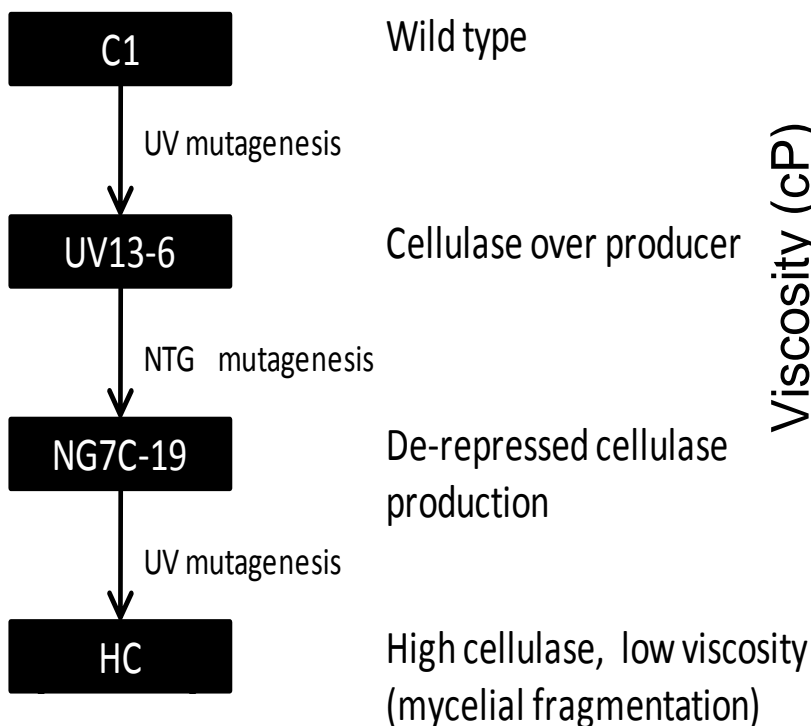 C1
Wild type
UV mutagenesis
UV13-6
Cellulase over producer
NTG mutagenesis
NG7C-19
De-repressed cellulase
production
UV mutagenesis
HC
High cellulase, low viscosity
(mycelial fragmentation)
Viscosity (cP)